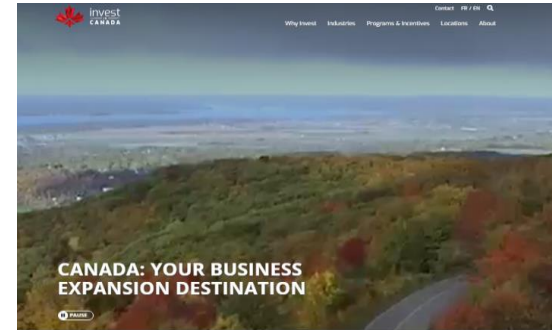 invest
CANADA
Contact FR / EN
Why Invest Industries Programs & Incentives Locations About
CANADA: YOUR BUSINESS
EXPANSION DESTINATION
PAUSE